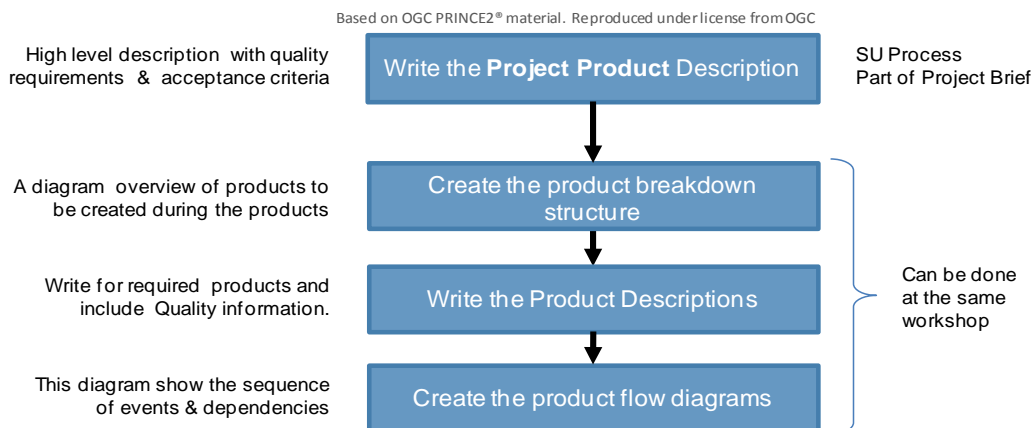 Based on OGC PRINCE2® material. Reproduced under license from OGC
High level description with quality
requirements & acceptance criteria
Write the Project Product Description
SU Process
Part of Project Brief
A diagram overview of products to
be created during the products
Create the product breakdown
structure
Write for required products and
include Quality information.
Write the Product Descriptions
Can be done
at the same
workshop
This diagram show the sequence
of events & dependencies
Create the product flow diagrams